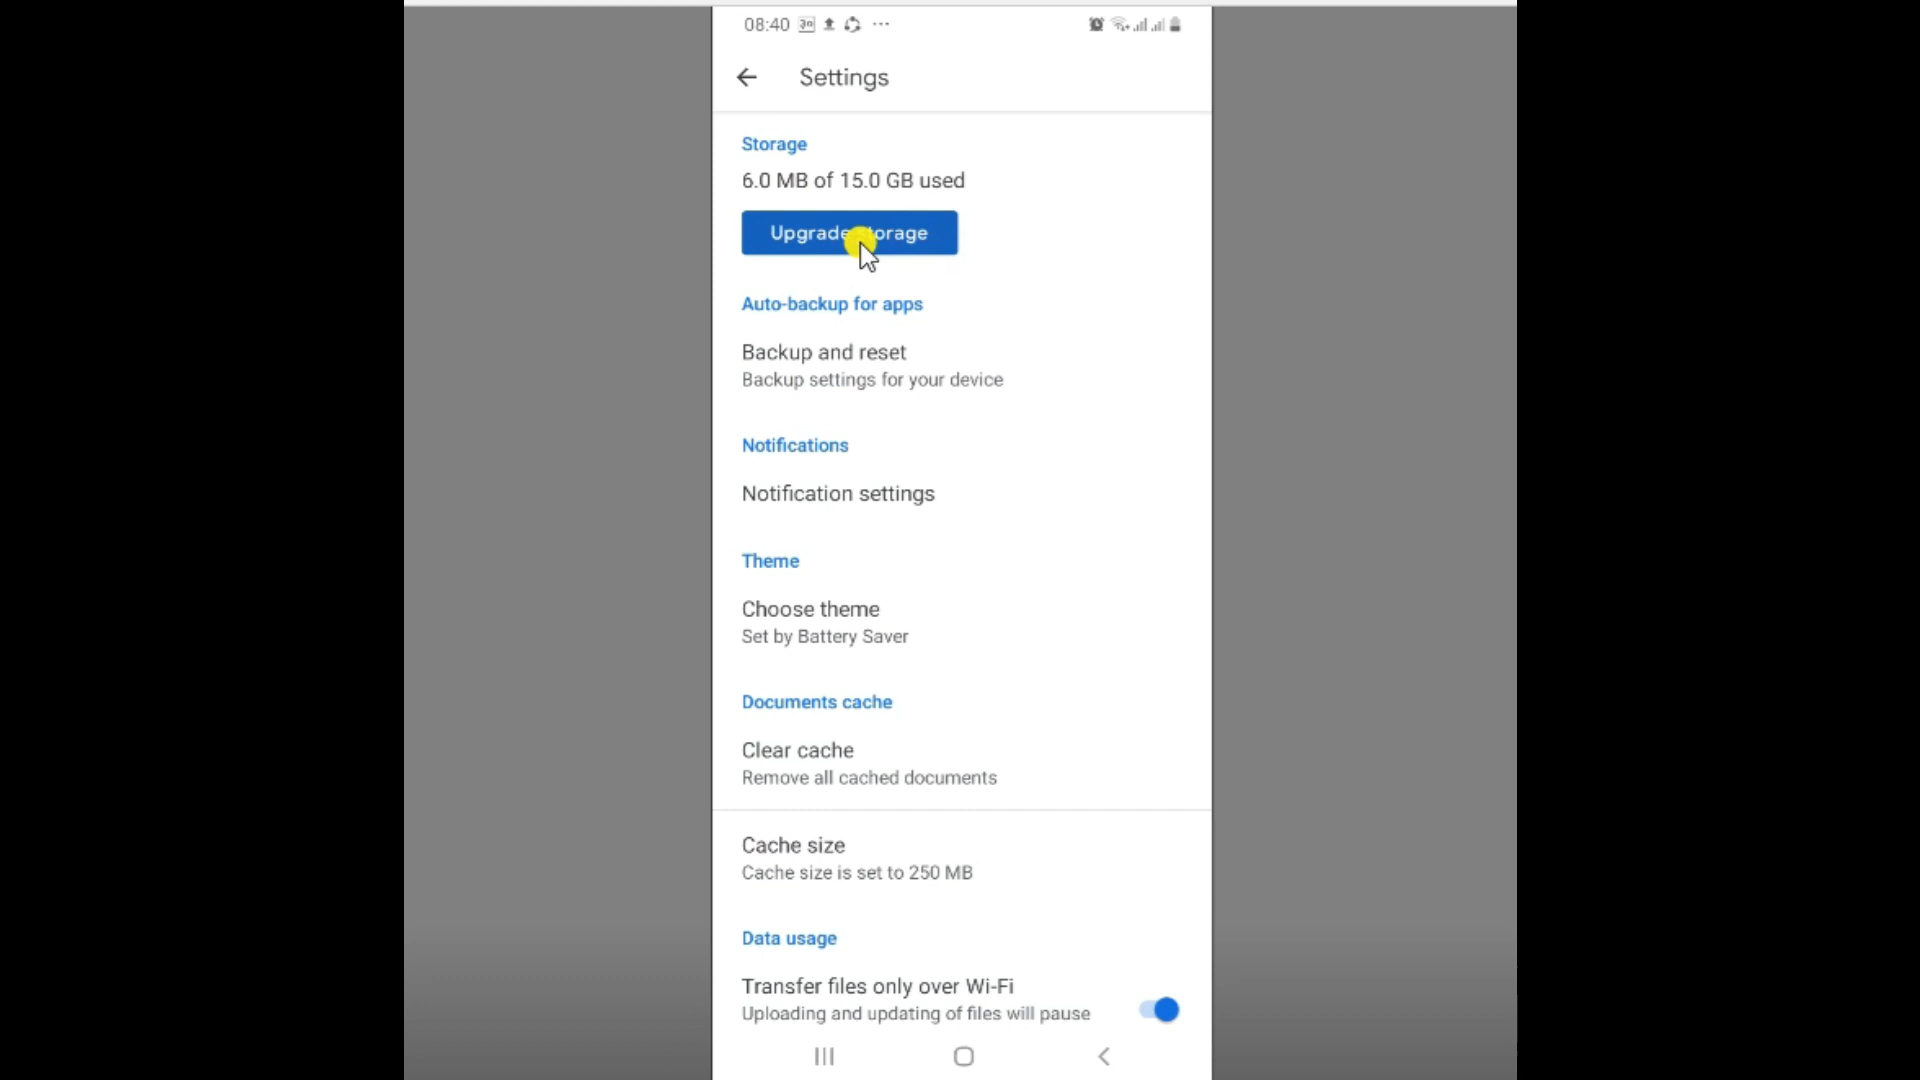 08:40
Settings
Storage
6.0 MB of 15.0 GB used
Upgrade storage
Auto-backup for apps
Backup and reset
Backup settings for your device
Notifications
Notification settings
Theme
Choose theme
Set by Battery Saver
Documents cache
Clear cache
Remove all cached documents
Cache size
Cache size is set to 250 MB
Data usage
Transfer files only over Wi-Fi
Uploading and updating of files will pause